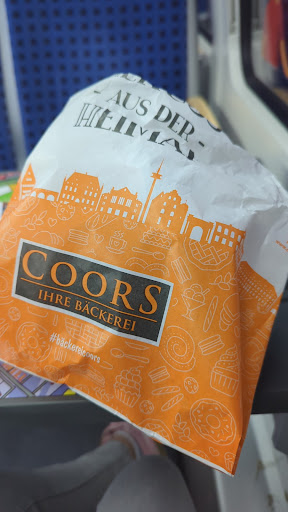 - AUS DER -
HEIMAT
COORS
IHRE BÄCKEREI
#bäckereicoors